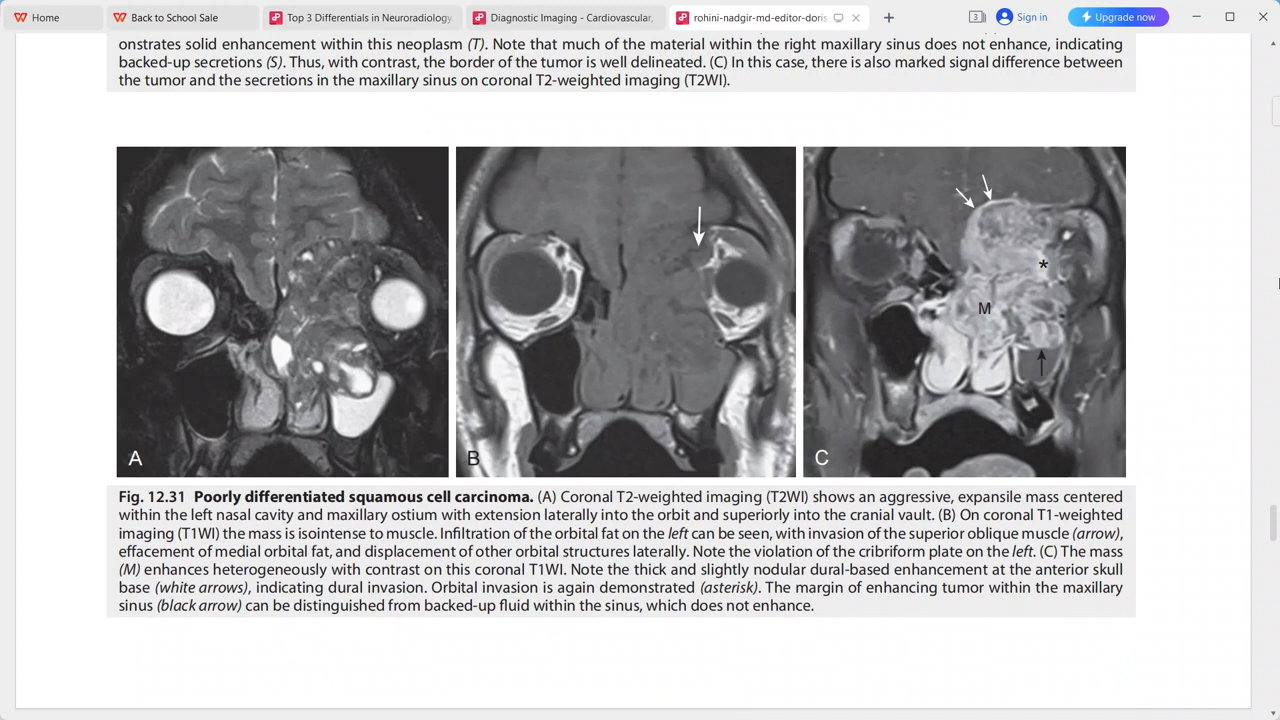 Home
Back to School Sale
Top 3 Differentials in Neuroradiology
Diagnostic Imaging - Cardiovascular,
rohini-nadgir-md-editor-doris
3
Sign in
Upgrade now
onstrates solid enhancement within this neoplasm (T). Note that much of the material within the right maxillary sinus does not enhance, indicating
backed-up secretions (S). Thus, with contrast, the border of the tumor is well delineated. (C) In this case, there is also marked signal difference between
the tumor and the secretions in the maxillary sinus on coronal T2-weighted imaging (T2WI).
A
B
C
M
*
Fig. 12.31 Poorly differentiated squamous cell carcinoma. (A) Coronal T2-weighted imaging (T2WI) shows an aggressive, expansile mass centered
within the left nasal cavity and maxillary ostium with extension laterally into the orbit and superiorly into the cranial vault. (B) On coronal T1-weighted
imaging (T1WI) the mass is isointense to muscle. Infiltration of the orbital fat on the left can be seen, with invasion of the superior oblique muscle (arrow),
effacement of medial orbital fat, and displacement of other orbital structures laterally. Note the violation of the cribriform plate on the left. (C) The mass
(M) enhances heterogeneously with contrast on this coronal T1WI. Note the thick and slightly nodular dural-based enhancement at the anterior skull
base (white arrows), indicating dural invasion. Orbital invasion is again demonstrated (asterisk). The margin of enhancing tumor within the maxillary
sinus (black arrow) can be distinguished from backed-up fluid within the sinus, which does not enhance.